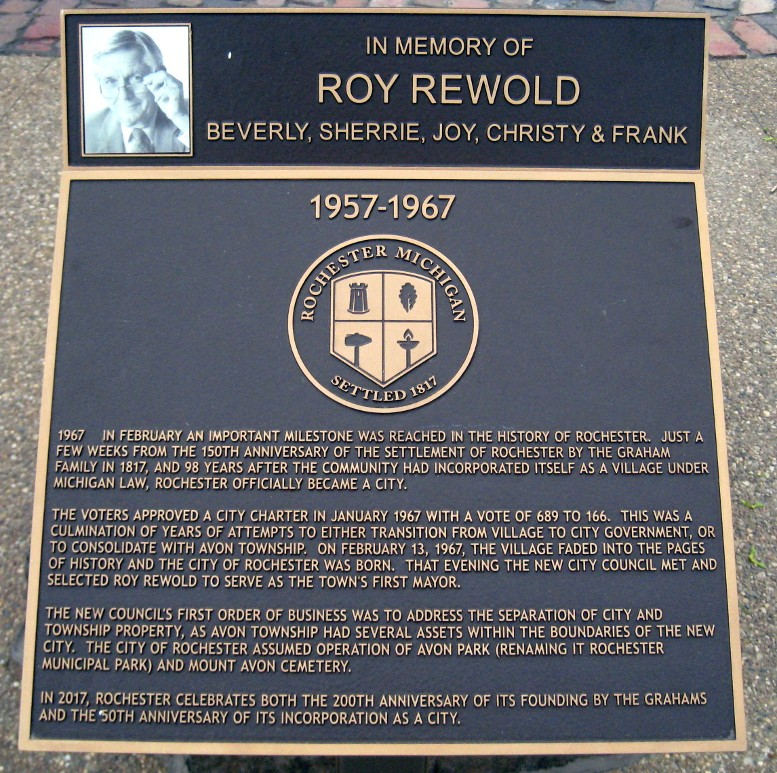 IN MEMORY OF
ROY REWOLD
BEVERLY, SHERRIE, JOY, CHRISTY & FRANK
1957-1967
ROCHESTER MICHIGAN
SETTLED 1817
1967 IN FEBRUARY AN IMPORTANT MILESTONE WAS REACHED IN THE HISTORY OF ROCHESTER. JUST A
FEW WEEKS FROM THE 150TH ANNIVERSARY OF THE SETTLEMENT OF ROCHESTER BY THE GRAHAM
FAMILY IN 1817, AND 98 YEARS AFTER THE COMMUNITY HAD INCORPORATED ITSELF AS A VILLAGE UNDER
MICHIGAN LAW, ROCHESTER OFFICIALLY BECAME A CITY.
THE VOTERS APPROVED A CITY CHARTER IN JANUARY 1967 WITH A VOTE OF 689 TO 166. THIS WAS A
CULMINATION OF YEARS OF ATTEMPTS TO EITHER TRANSITION FROM VILLAGE TO CITY GOVERNMENT, OR
TO CONSOLIDATE WITH AVON TOWNSHIP. ON FEBRUARY 13, 1967, THE VILLAGE FADED INTO THE PAGES
OF HISTORY AND THE CITY OF ROCHESTER WAS BORN. THAT EVENING THE NEW CITY COUNCIL MET AND
SELECTED ROY REWOLD TO SERVE AS THE TOWN'S FIRST MAYOR.
THE NEW COUNCIL'S FIRST ORDER OF BUSINESS WAS TO ADDRESS THE SEPARATION OF CITY AND
TOWNSHIP PROPERTY, AS AVON TOWNSHIP HAD SEVERAL ASSETS WITHIN THE BOUNDARIES OF THE NEW
CITY. THE CITY OF ROCHESTER ASSUMED OPERATION OF AVON PARK (RENAMING IT ROCHESTER
MUNICIPAL PARK) AND MOUNT AVON CEMETERY.
IN 2017, ROCHESTER CELEBRATES BOTH THE 200TH ANNIVERSARY OF ITS FOUNDING BY THE GRAHAMS
AND THE 50TH ANNIVERSARY OF ITS INCORPORATION AS A CITY.